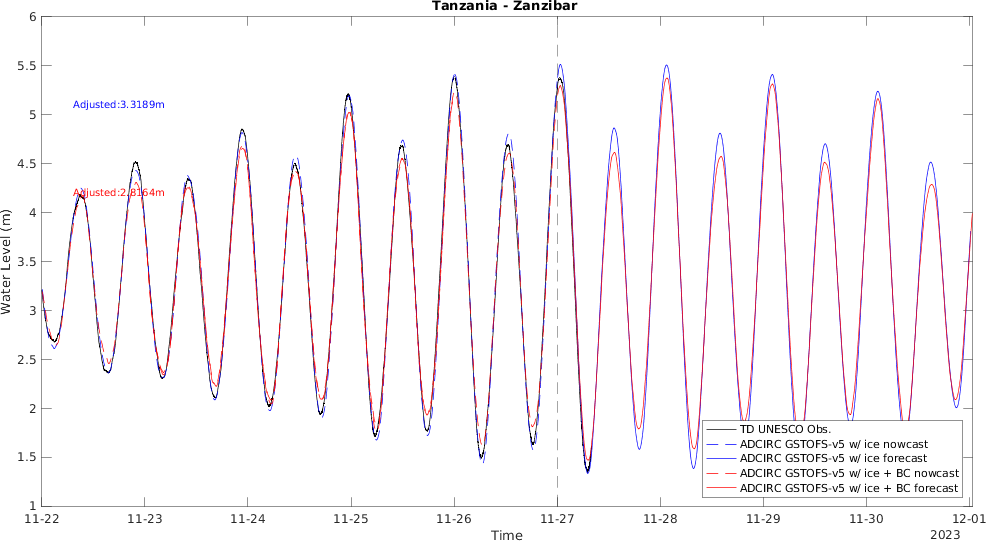 Tanzania - Zanzibar
6
5.5
5
4.5
4
3.5
3
2.5
2
1.5
1
Water Level (m)
Adjusted:3.3189m
Adjusted:2.8164m
TD UNESCO Obs.
ADCIRC GSTOFS-v5 w/ ice nowcast
ADCIRC GSTOFS-v5 w/ ice forecast
ADCIRC GSTOFS-v5 w/ ice + BC nowcast
ADCIRC GSTOFS-v5 w/ ice + BC forecast
11-22 11-23 11-24 11-25 11-26 11-27 11-28 11-29 11-30 12-01
Time
2023